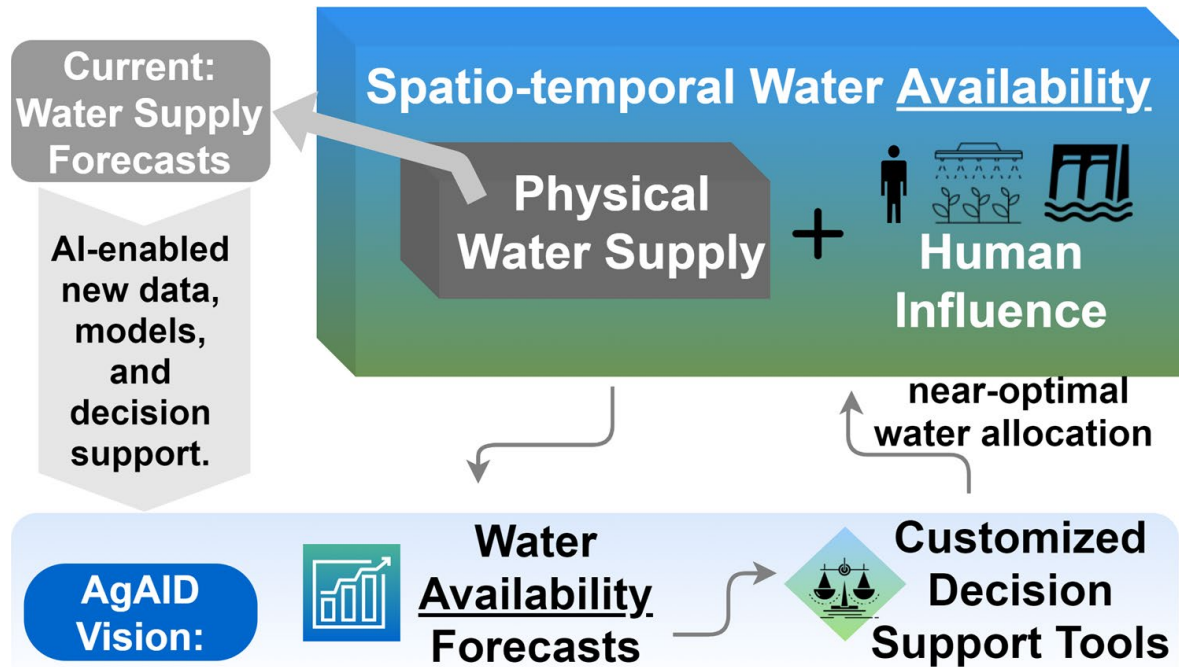 Current:
Water Supply
Forecasts
Spatio-temporal Water Availability
Physical
Water Supply
+
Human
Influence
AI-enabled
new data,
models,
and
decision
support.
near-optimal
water allocation
AgAID
Vision:
Water
Availability
Forecasts
Customized
Decision
Support Tools